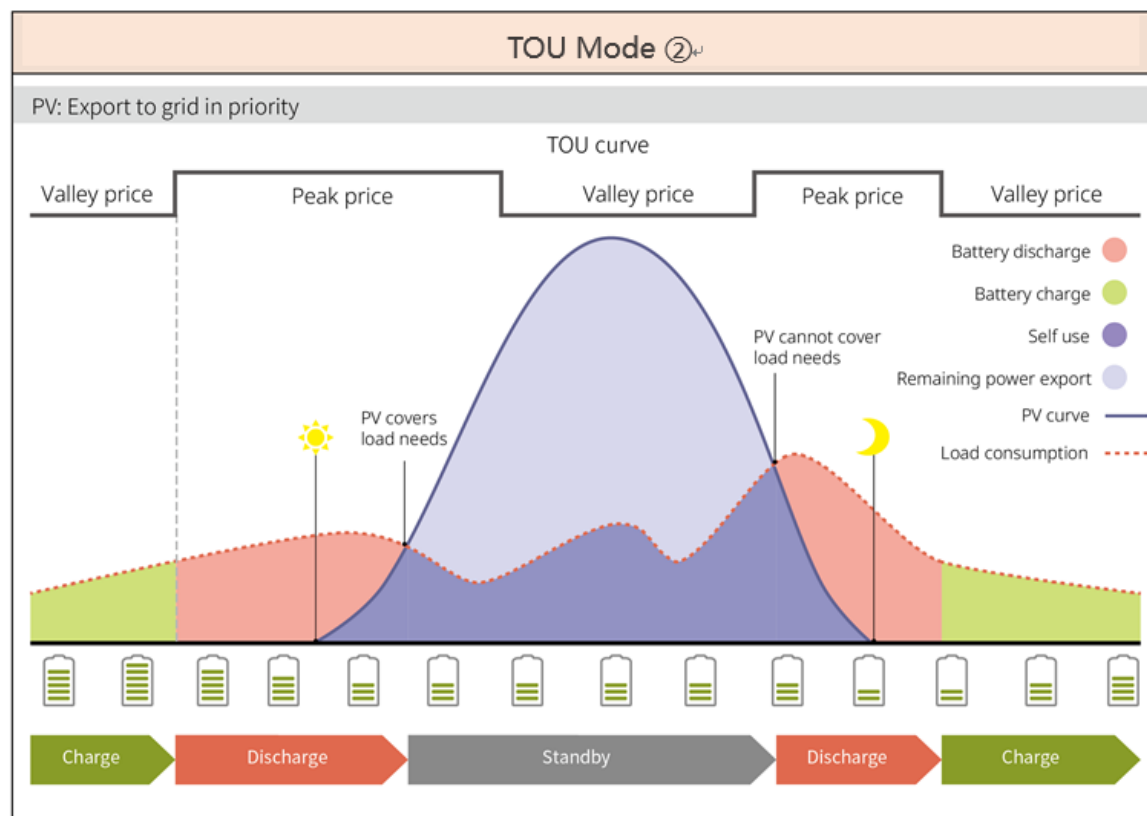 TOU Mode ②↵
PV: Export to grid in priority
TOU curve
Valley price
Peak price
Valley price
Peak price
Valley price
Battery discharge
Battery charge
Self use
Remaining power export
PV curve
Load consumption
PV cannot cover
load needs
PV covers
load needs
Charge
Discharge
Standby
Discharge
Charge